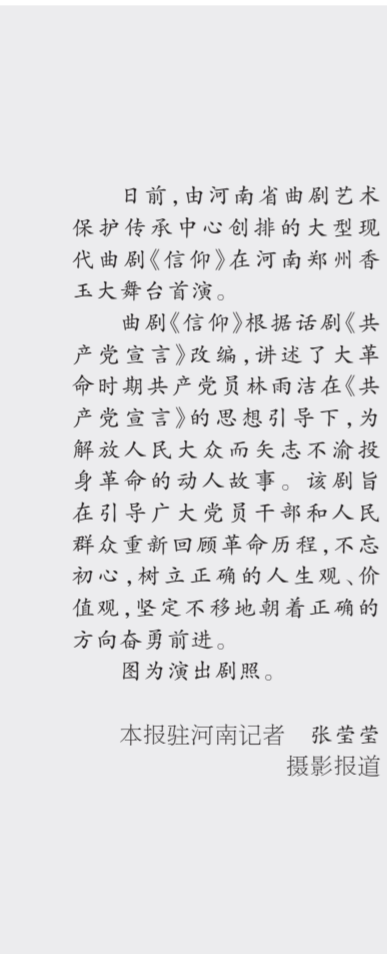 日前,由河南省曲剧艺术
保护传承中心创排的大型现
代曲剧《信仰》在河南郑州香
玉大舞台首演。
曲剧《信仰》根据话剧《共
产党宣言》改编,讲述了大革
命时期共产党员林雨洁在《共
产党宣言》的思想引导下,为
解放人民大众而矢志不渝投
身革命的动人故事。该剧旨
在引导广大党员干部和人民
群众重新回顾革命历程,不忘
初心,树立正确的人生观、价
值观,坚定不移地朝着正确的
方向奋勇前进。
图为演出剧照。
本报驻河南记者 张莹莹
摄影报道